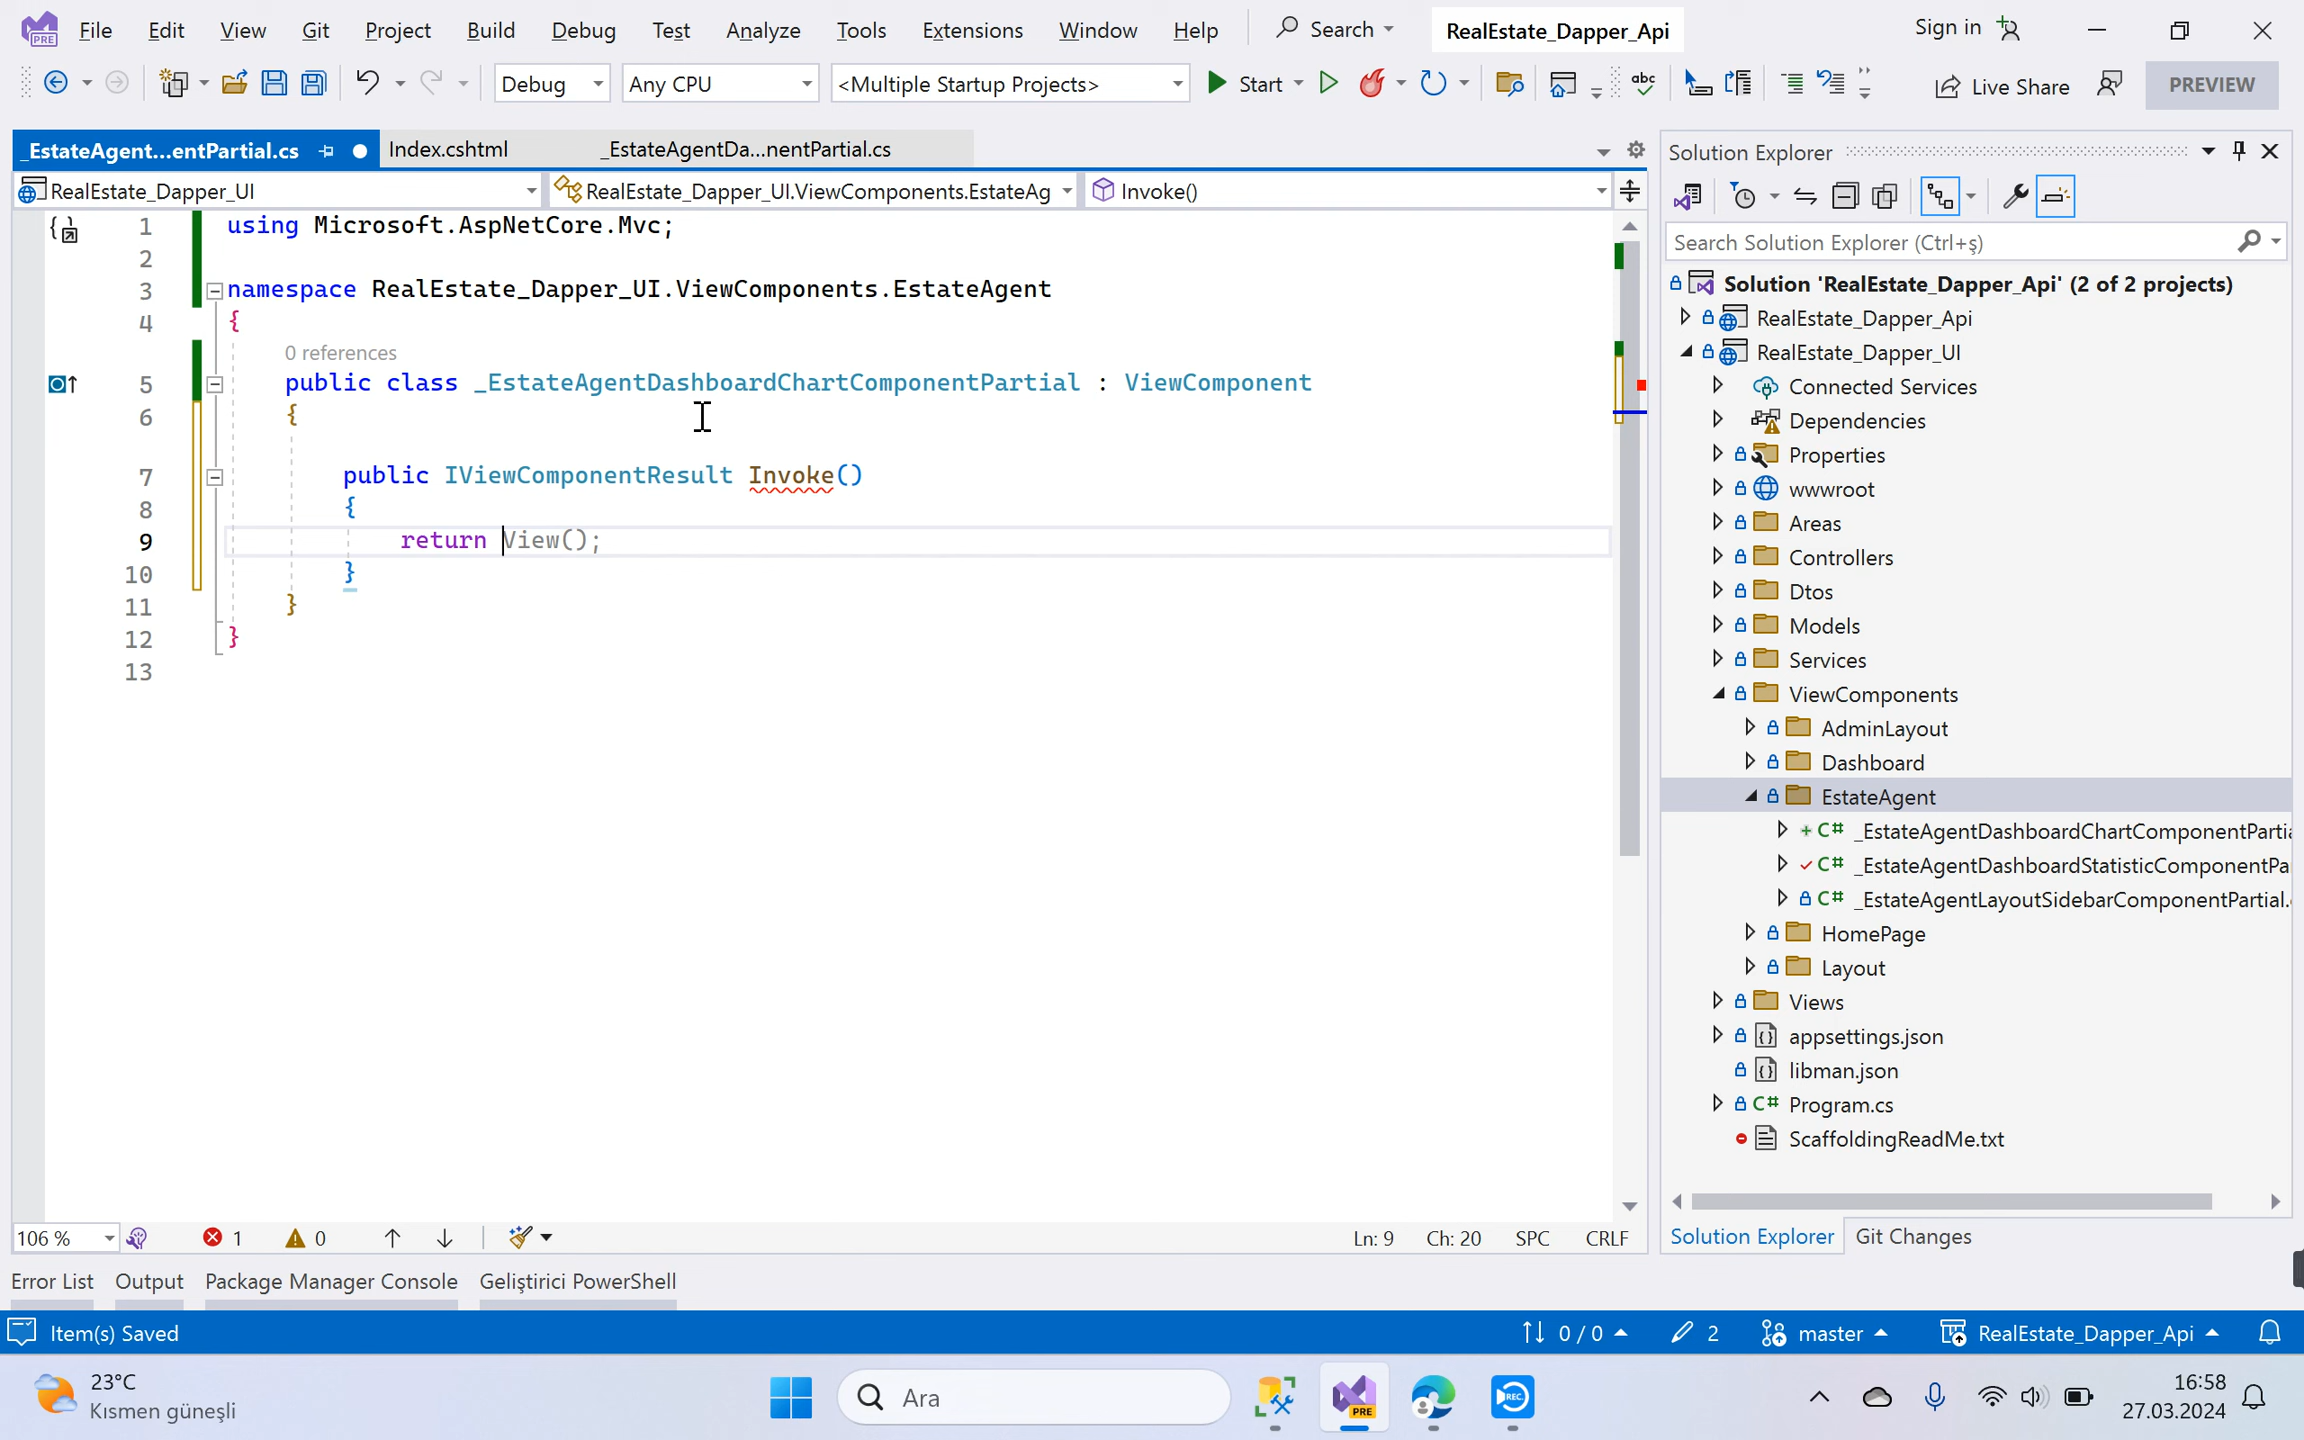 File Edit View Git Project Build Debug Test Analyze Tools Extensions Window Help Search RealEstate_Dapper_Api Sign in
PRE
Debug Any CPU <Multiple Startup Projects> Start abc Live Share PREVIEW
_EstateAgent...entPartial.cs Index.cshtml _EstateAgentDa...nentPartial.cs
RealEstate_Dapper_UI RealEstate_Dapper_UI.ViewComponents.EstateAg Invoke()
1 using Microsoft.AspNetCore.Mvc;
2
3 namespace RealEstate_Dapper_UI.ViewComponents.EstateAgent
4 {
0 references
5 public class _EstateAgentDashboardChartComponentPartial : ViewComponent
6 {
7 public IViewComponentResult Invoke()
8 {
9 return View();
10 }
11 }
12 }
13
106 % 1 0 Ln: 9 Ch: 20 SPC CRLF
Solution Explorer
Search Solution Explorer (Ctrl+ş)
Solution 'RealEstate_Dapper_Api' (2 of 2 projects)
RealEstate_Dapper_Api
RealEstate_Dapper_UI
Connected Services
Dependencies
Properties
wwwroot
Areas
Controllers
Dtos
Models
Services
ViewComponents
AdminLayout
Dashboard
EstateAgent
C# _EstateAgentDashboardChartComponentPartia
C# _EstateAgentDashboardStatisticComponentPa
C# _EstateAgentLayoutSidebarComponentPartial.
HomePage
Layout
Views
appsettings.json
libman.json
C# Program.cs
ScaffoldingReadMe.txt
Solution Explorer Git Changes
Error List Output Package Manager Console Geliştirici PowerShell
Item(s) Saved 0 / 0 2 master RealEstate_Dapper_Api
23°C
Kısmen güneşli
Ara
PRE
REC
16:58
27.03.2024